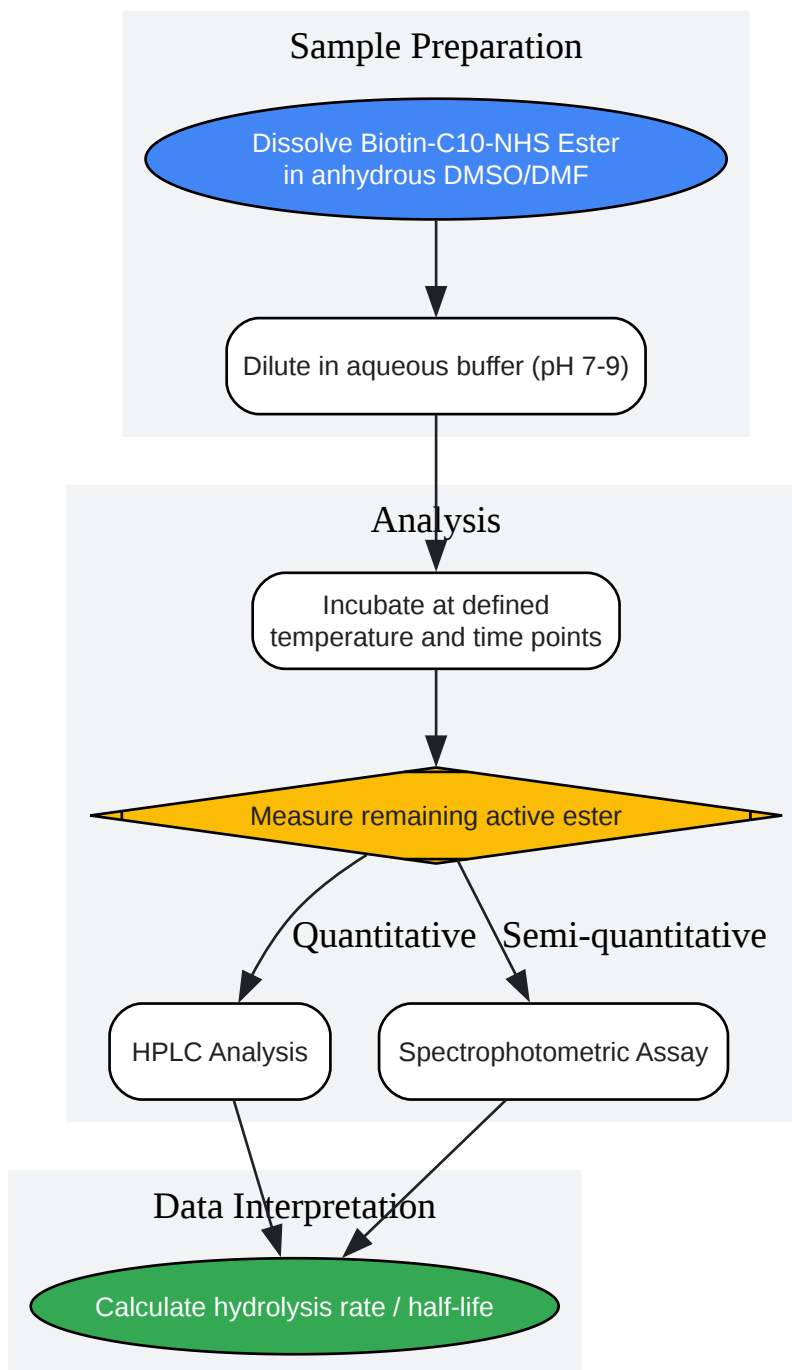 Sample Preparation
Dissolve Biotin-C10-NHS Ester
in anhydrous DMSO/DMF
Dilute in aqueous buffer (pH 7-9)
Analysis
Incubate at defined
temperature and time points
Measure remaining active ester
Quantitative
Semi-quantitative
HPLC Analysis
Spectrophotometric Assay
Data Interpretation
Calculate hydrolysis rate / half-life